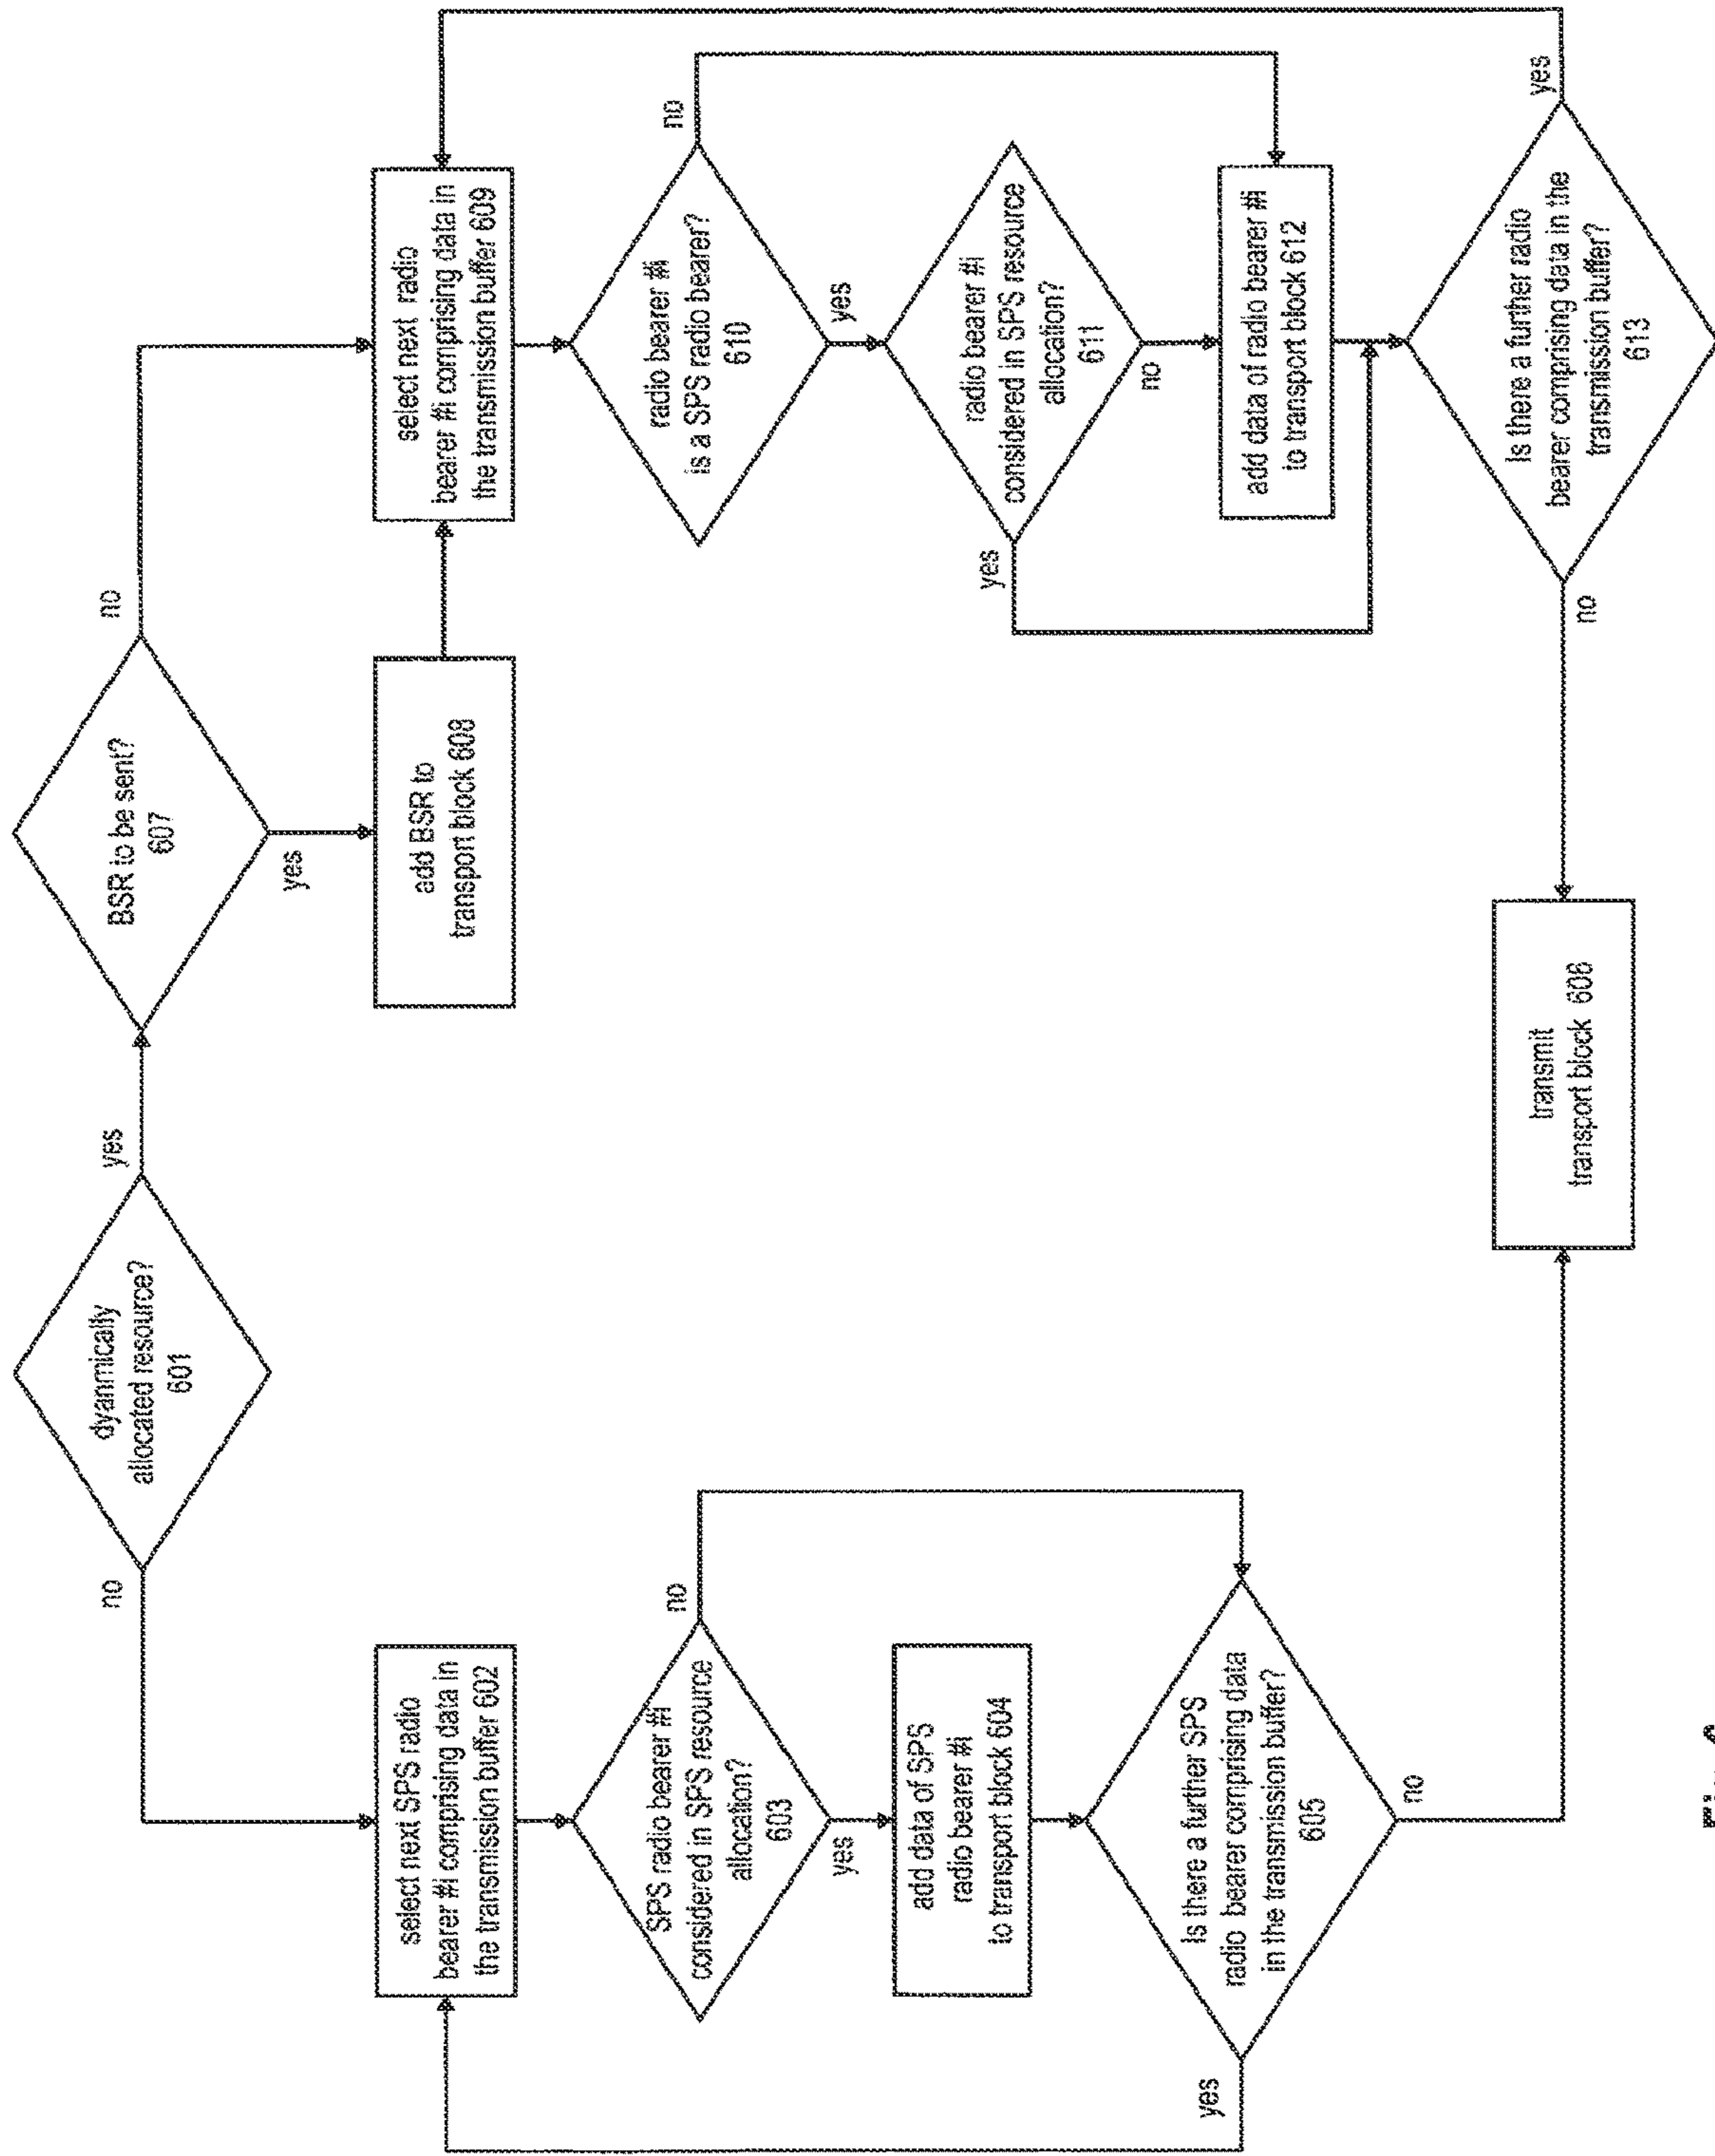 dyanmically
allocated resource?
601
no
yes
BSR to be sent?
607
no
yes
add BSR to
transport block 608
select next SPS radio
bearer #i comprising data in
the transmission buffer 602
SPS radio bearer #i
considered in SPS resource
allocation?
603
no
yes
add data of SPS
radio bearer #i
to transport block 604
Is there a further SPS
radio bearer comprising data
in the transmission buffer?
605
yes
no
select next radio
bearer #i comprising data in
the transmission buffer 609
radio bearer #i
is a SPS radio bearer?
610
no
yes
radio bearer #i
considered in SPS resource
allocation?
611
yes
no
add data of radio bearer #i
to transport block 612
Is there a further radio
bearer comprising data in the
transmission buffer?
613
yes
no
transmit
transport block 606